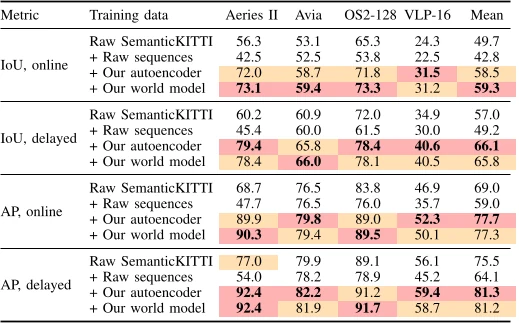 Metric Training data Aeries II Avia OS2-128 VLP-16 Mean
Raw SemanticKITTI 56.3 53.1 65.3 24.3 49.7
IoU, online + Raw sequences 42.5 52.5 53.8 22.5 42.8
+ Our autoencoder 72.0 58.7 71.8 31.5 58.5
+ Our world model 73.1 59.4 73.3 31.2 59.3
Raw SemanticKITTI 60.2 60.9 72.0 34.9 57.0
IoU, delayed + Raw sequences 45.4 60.0 61.5 30.0 49.2
+ Our autoencoder 79.4 65.8 78.4 40.6 66.1
+ Our world model 78.4 66.0 78.1 40.5 65.8
Raw SemanticKITTI 68.7 76.5 83.8 46.9 69.0
AP, online + Raw sequences 47.7 76.5 76.0 35.7 59.0
+ Our autoencoder 89.9 79.8 89.0 52.3 77.7
+ Our world model 90.3 79.4 89.5 50.1 77.3
Raw SemanticKITTI 77.0 79.9 89.1 56.1 75.5
AP, delayed + Raw sequences 54.0 78.2 78.9 45.2 64.1
+ Our autoencoder 92.4 82.2 91.2 59.4 81.3
+ Our world model 92.4 81.9 91.7 58.7 81.2